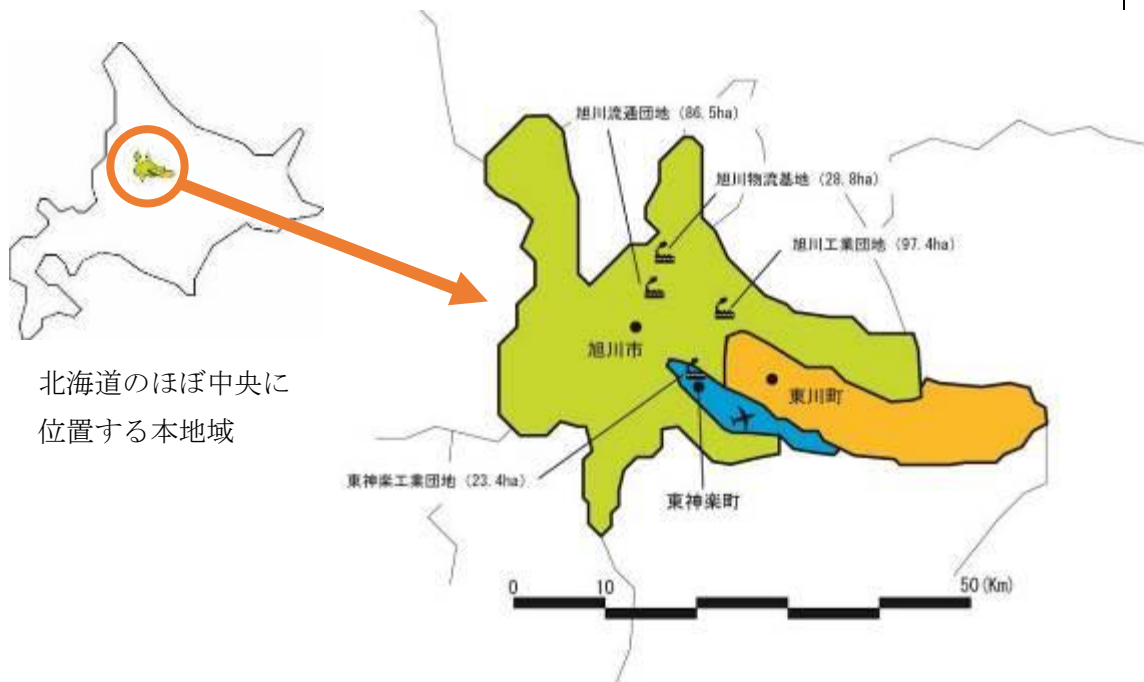 旭川流通団地 (86.5ha)
旭川物流基地 (28.8ha)
旭川工業団地 (97.4ha)
旭川市
東川町
北海道のほぼ中央に
位置する本地域
東神楽工業団地 (23.4ha)
東神楽町
0 10 50 (Km)